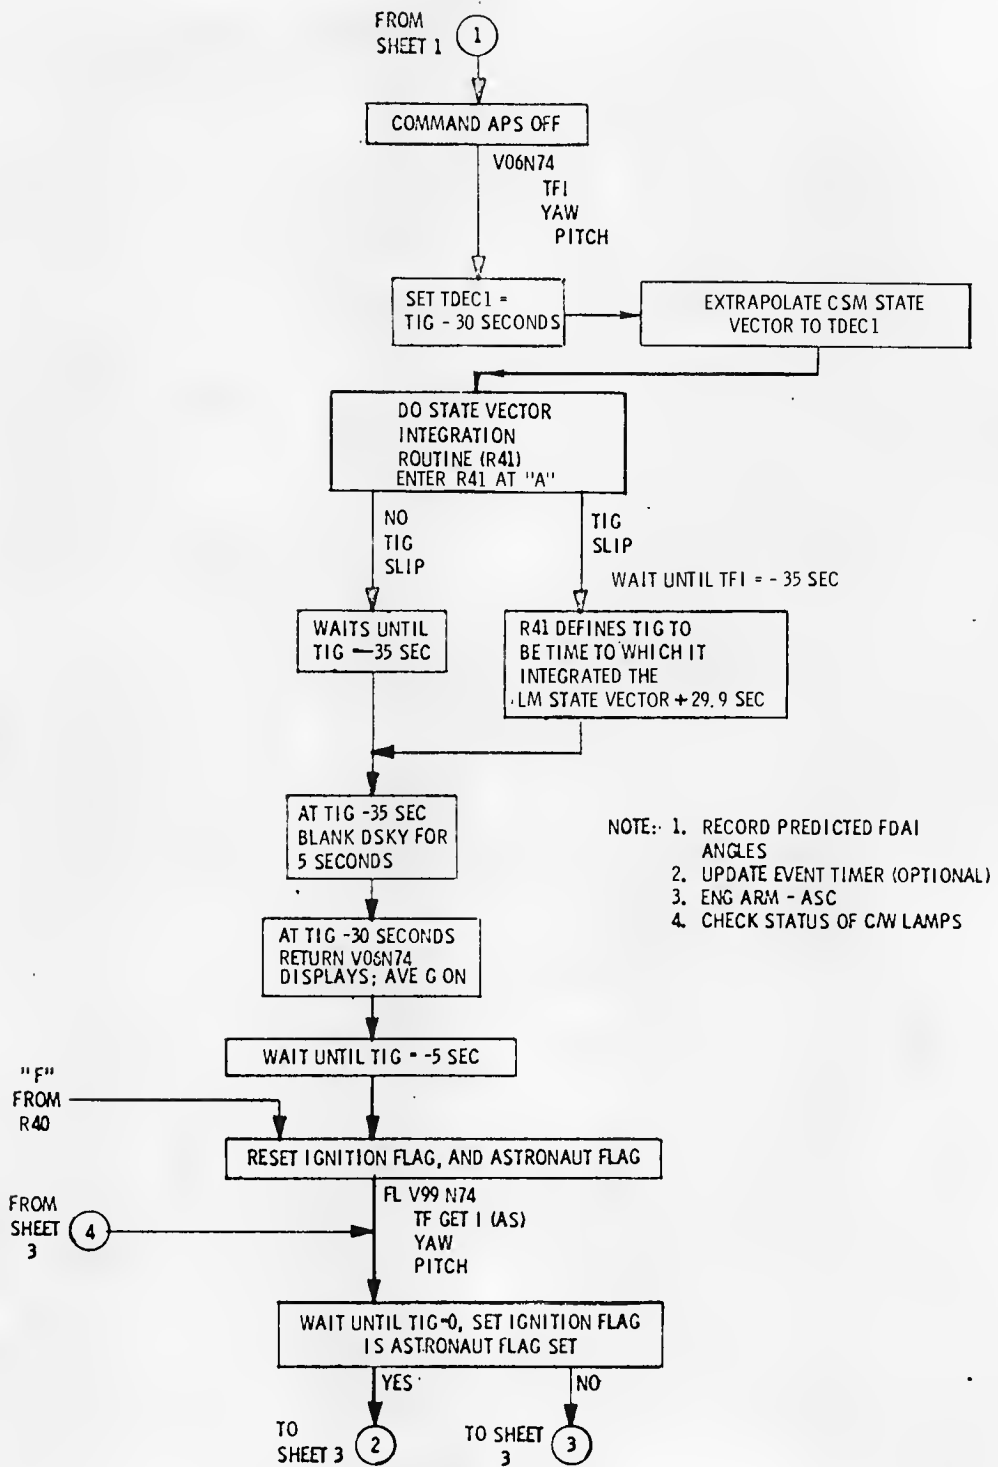 FROM
SHEET 1
1
COMMAND APS OFF
V06N74
TFI
YAW
PITCH
SET TDEC1 =
TIG - 30 SECONDS
EXTRAPOLATE CSM STATE
VECTOR TO TDEC1
DO STATE VECTOR
INTEGRATION
ROUTINE (R41)
ENTER R41 AT "A"
NO
TIG
SLIP
TIG
SLIP
WAIT UNTIL TFI = - 35 SEC
WAITS UNTIL
TIG -35 SEC
R41 DEFINES TIG TO
BE TIME TO WHICH IT
INTEGRATED THE
LM STATE VECTOR + 29.9 SEC
AT TIG -35 SEC
BLANK DSKY FOR
5 SECONDS
NOTE: 1. RECORD PREDICTED FDAI
ANGLES
2. UPDATE EVENT TIMER (OPTIONAL)
3. ENG ARM - ASC
4. CHECK STATUS OF C/W LAMPS
AT TIG -30 SECONDS
RETURN V06N74
DISPLAYS; AVE G ON
WAIT UNTIL TIG = -5 SEC
"F"
FROM
R40
RESET IGNITION FLAG, AND ASTRONAUT FLAG
FL V99 N74
TF GET I (AS)
YAW
PITCH
FROM
SHEET
3
4
WAIT UNTIL TIG=0, SET IGNITION FLAG
IS ASTRONAUT FLAG SET
YES
NO
TO
SHEET 3
2
TO SHEET
3
3